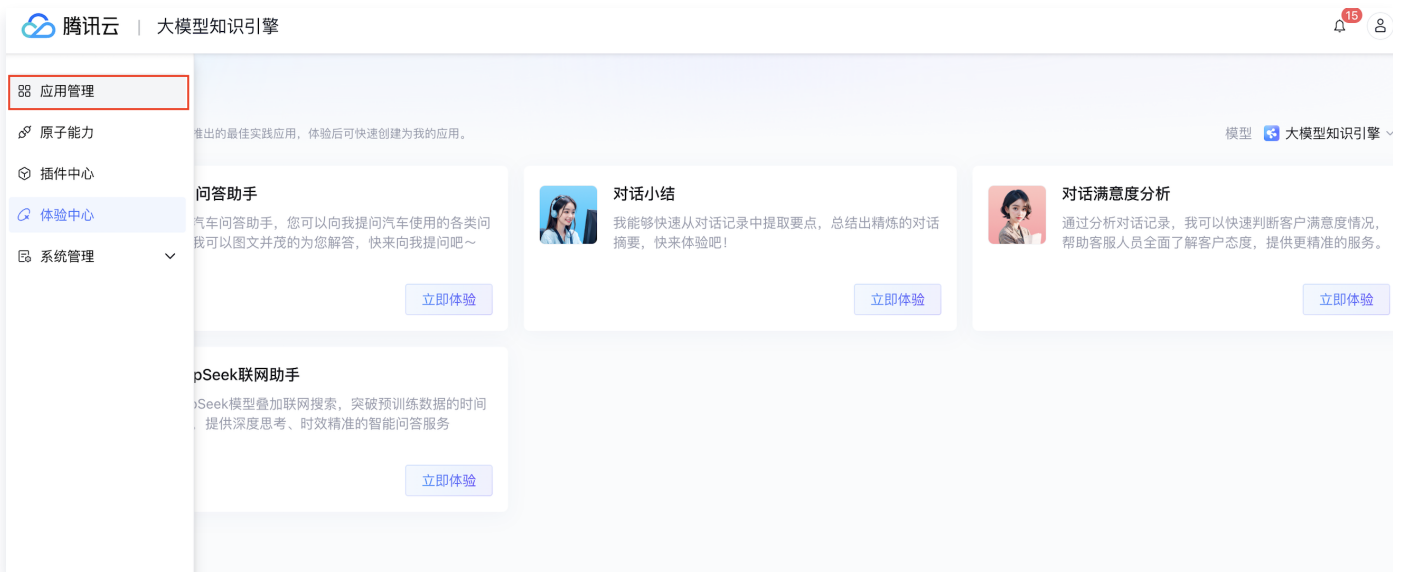 腾讯云 | 大模型知识引擎
15
应用管理
原子能力
插件中心
体验中心
系统管理
推出的最佳实践应用，体验后可快速创建为我的应用。
模型 大模型知识引擎
问答助手
汽车问答助手，您可以向我提问汽车使用的各类问
我可以图文并茂的为您解答，快来向我提问吧～
立即体验
对话小结
我能够快速从对话记录中提取要点，总结出精炼的对话
摘要，快来体验吧！
立即体验
对话满意度分析
通过分析对话记录，我可以快速判断客户满意度情况，
帮助客服人员全面了解客户态度，提供更精准的服务。
立即体验
pSeek联网助手
pSeek模型叠加联网搜索，突破预训练数据的时间
，提供深度思考、时效精准的智能问答服务
立即体验